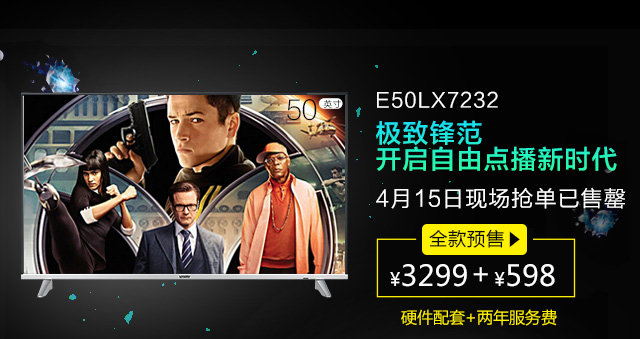 50英寸
E50LX7232
极致锋范
开启自由点播新时代
4月15日现场抢单已售罄
全款预售
¥3299+¥598
硬件配套+两年服务费